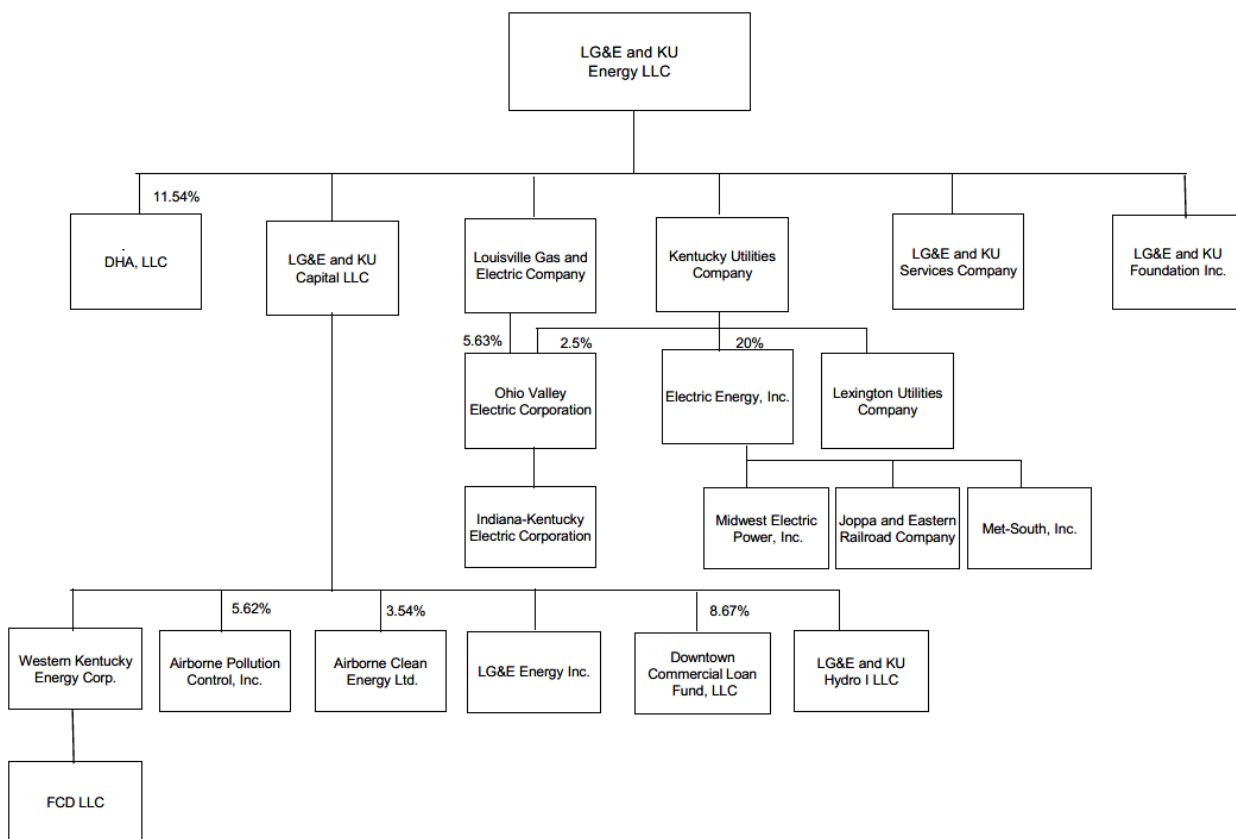 LG&E and KU
Energy LLC
11.54%
DHA, LLC
LG&E and KU
Capital LLC
Louisville Gas and
Electric Company
Kentucky Utilities
Company
LG&E and KU
Services Company
LG&E and KU
Foundation Inc.
5.63%
2.5%
20%
Ohio Valley
Electric Corporation
Electric Energy, Inc.
Lexington Utilities
Company
Indiana-Kentucky
Electric Corporation
Midwest Electric
Power, Inc.
Joppa and Eastern
Railroad Company
Met-South, Inc.
5.62%
3.54%
8.67%
Western Kentucky
Energy Corp.
Airborne Pollution
Control, Inc.
Airborne Clean
Energy Ltd.
LG&E Energy Inc.
Downtown
Commercial Loan
Fund, LLC
LG&E and KU
Hydro I LLC
FCD LLC